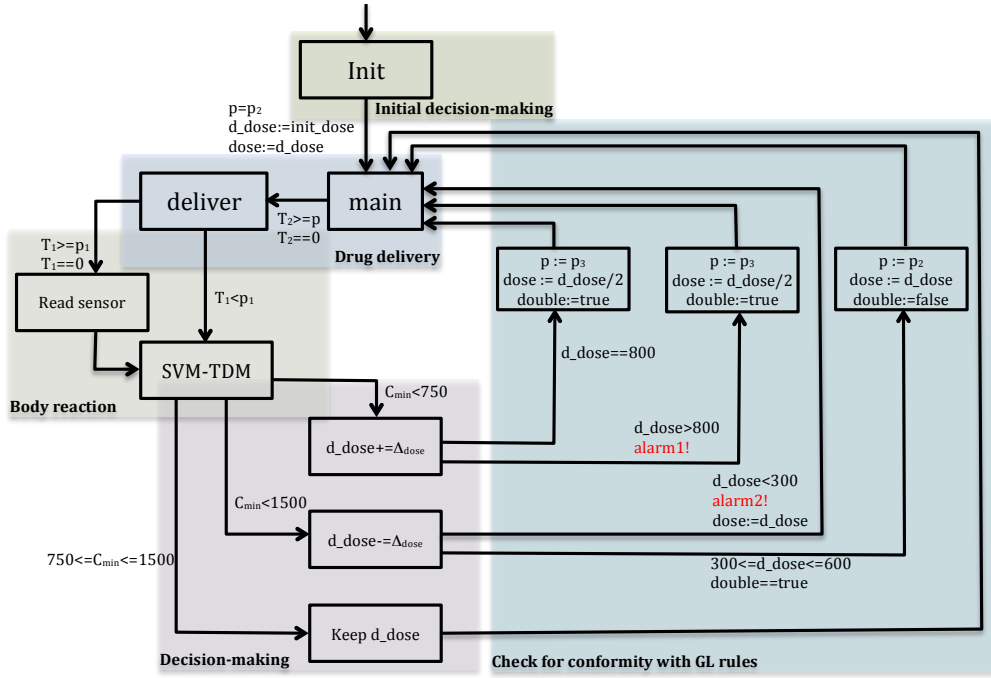 Init
Initial decision-making
p=p₂
d_dose:=init_dose
dose:=d_dose
deliver
main
T₂>=p
T₂==0
Drug delivery
T₁>=p₁
T₁==0
Read sensor
T₁<p₁
SVM-TDM
Body reaction
p := p₃
dose := d_dose/2
double:=true
p := p₃
dose := d_dose/2
double:=true
p := p₂
dose := d_dose
double:=false
d_dose==800
Cmin<750
d_dose+=Δdose
d_dose>800
alarm1!
d_dose<300
alarm2!
dose:=d_dose
Cmin<1500
d_dose-=Δdose
750<=Cmin<=1500
300<=d_dose<=600
double==true
Keep d_dose
Decision-making
Check for conformity with GL rules